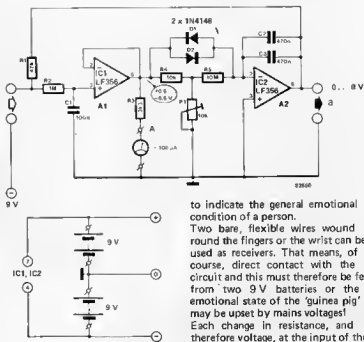 2 x 1N4148
D1
D2
C2
470n
C3
470n
R1
R2
1M
IC1
LF356
A1
R4
10k
R5
10M
IC2
LF356
A2
C1
100n
R3
A
100 µA
P1
10k
0... 8 V
a
9 V
9 V
9 V
IC1, IC2
7
4
0
to indicate the general emotional
condition of a person.
Two bare, flexible wires wound
round the fingers or the wrist can be
used as receivers. That means, of
course, direct contact with the
circuit and this must therefore be fed
from two 9 V batteries or the
emotional state of the 'guinea pig'
may be upset by mains voltages!
Each change in resistance, and
therefore voltage, at the input of the